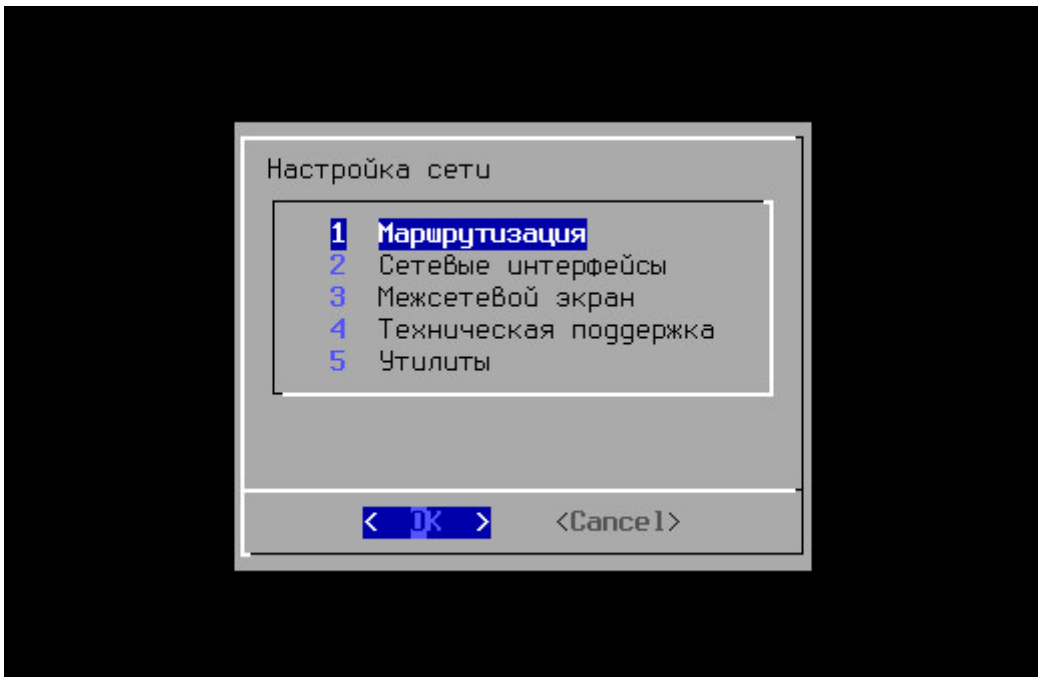 Настройка сети
1 Маршрутизация
2 Сетевые интерфейсы
3 Межсетевой экран
4 Техническая поддержка
5 Утилиты
< OK > <Cancel>